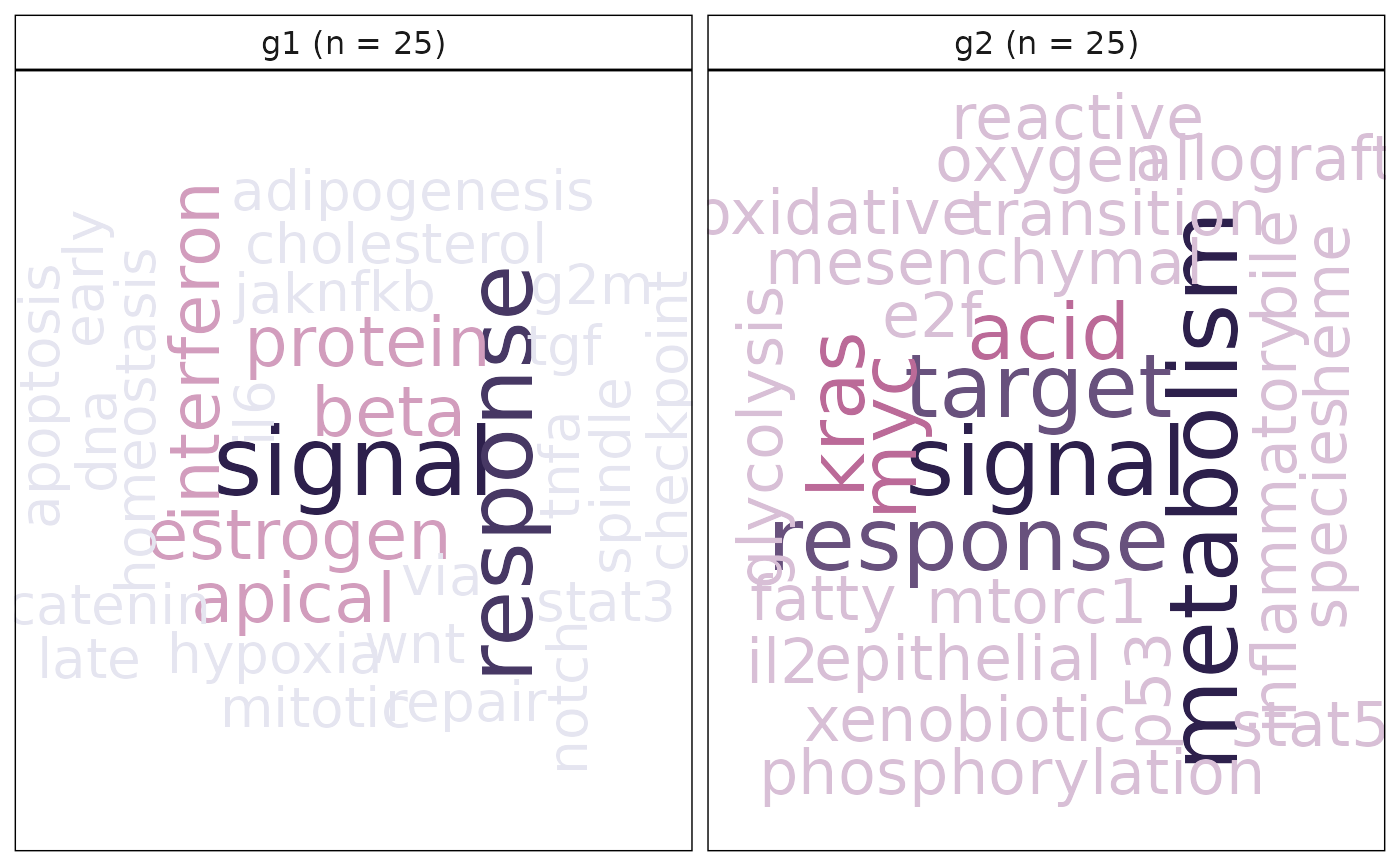 g1 (n = 25)
adipogenesis
cholesterol
early
interferon
homeostasis
apoptosis
jak
nfkb
g2m
checkpoint
protein
response
tgf
il6
beta
dna
signal
tnfa
spindle
estrogen
via
apical
catenin
stat3
late
hypoxia
wnt
notch
mitotic
repair
g2 (n = 25)
reactive
oxygen
allograft
oxidative
transition
mesenchymal
metabolism
inflammatory
bile
heme
species
glycolysis
e2f
acid
kras
myc
target
signal
response
fatty
mtorc1
il2
epithelial
p53
xenobiotic
stat5
phosphorylation